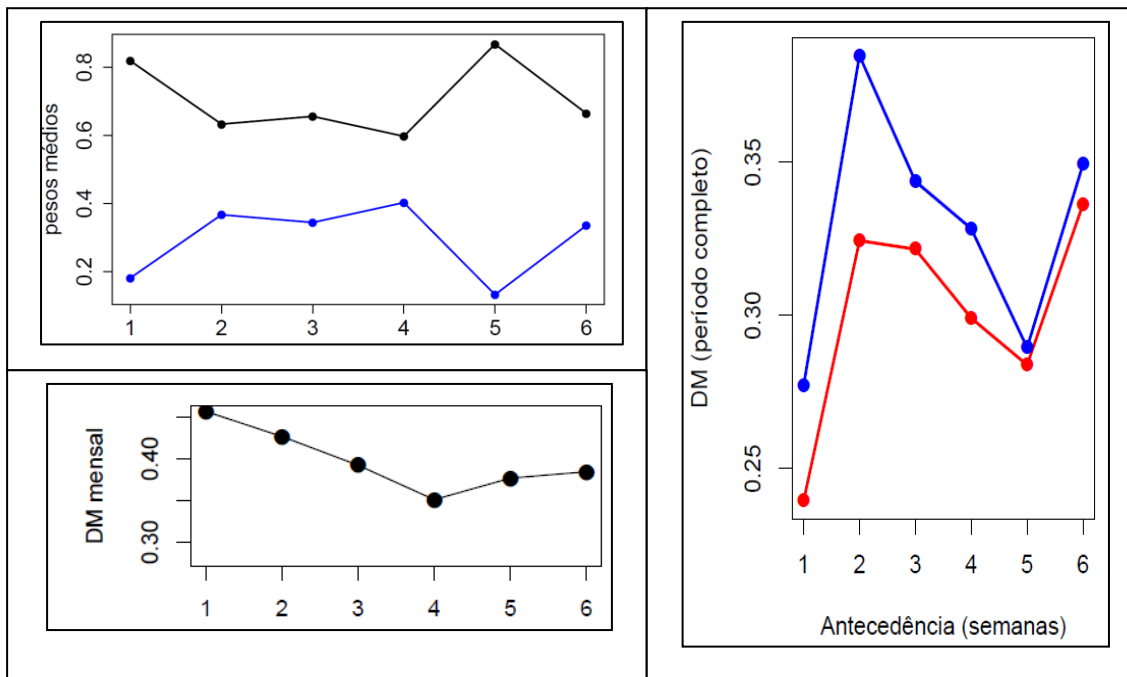 pesos médios
0.8
0.6
0.4
0.2
1 2 3 4 5 6
DM mensal
0.40
0.30
1 2 3 4 5 6
DM (período completo)
0.35
0.30
0.25
1 2 3 4 5 6
Antecedência (semanas)